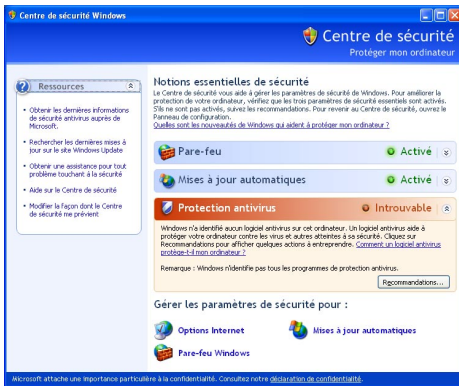 Centre de sécurité Windows
Centre de sécurité
Protéger mon ordinateur
Ressources
• Obtenir les dernières informations
de sécurité antivirus auprès de
Microsoft.
• Rechercher les dernières mises à
jour sur le site Windows Update
• Obtenir une assistance pour tout
problème touchant à la sécurité
• Aide sur le Centre de sécurité
• Modifier la façon dont le Centre
de sécurité me prévient
Notions essentielles de sécurité
Le Centre de sécurité vous aide à gérer les paramètres de sécurité de Windows. Pour améliorer la
protection de votre ordinateur, vérifiez que les trois paramètres de sécurité essentiels sont activés.
S'ils ne sont pas activés, suivez les recommandations. Pour revenir au Centre de sécurité, ouvrez le
Panneau de configuration.
Quelles sont les nouveautés de Windows qui aident à protéger mon ordinateur ?
Pare-feu Activé
Mises à jour automatiques Activé
Protection antivirus Introuvable
Windows n'a identifié aucun logiciel antivirus sur cet ordinateur. Un logiciel antivirus aide à
protéger votre ordinateur contre les virus et autres atteintes à sa sécurité. Cliquez sur
Recommandations pour afficher quelques actions à entreprendre. Comment un logiciel antivirus
protège-t-il mon ordinateur ?
Remarque : Windows n'identifie pas tous les programmes de protection antivirus.
Recommandations...
Gérer les paramètres de sécurité pour :
Options Internet
Mises à jour automatiques
Pare-feu Windows
Microsoft attache une importance particulière à la confidentialité. Consultez notre déclaration de confidentialité.